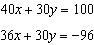 40x + 30y = 100
36x + 30y = −96